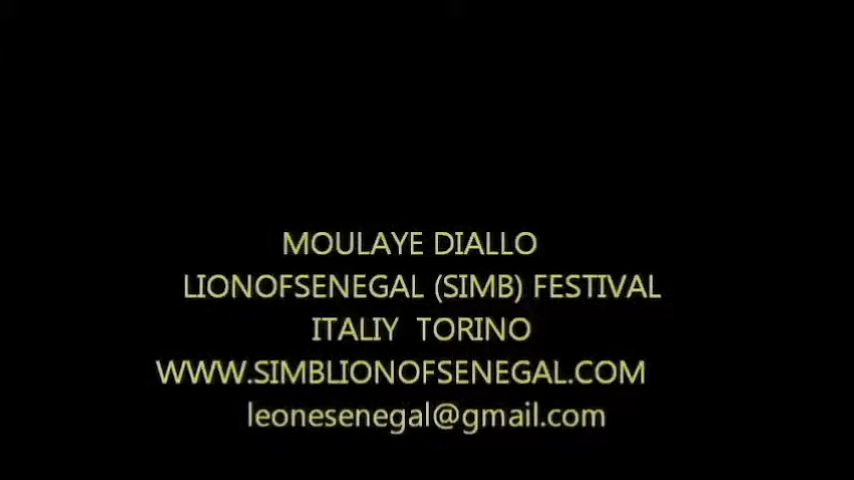 MOULAYE DIALLO
LIONOFSENEGAL (SIMB) FESTIVAL
ITALIY TORINO
WWW.SIMBLIONOFSENEGAL.COM
leonesenegal@gmail.com